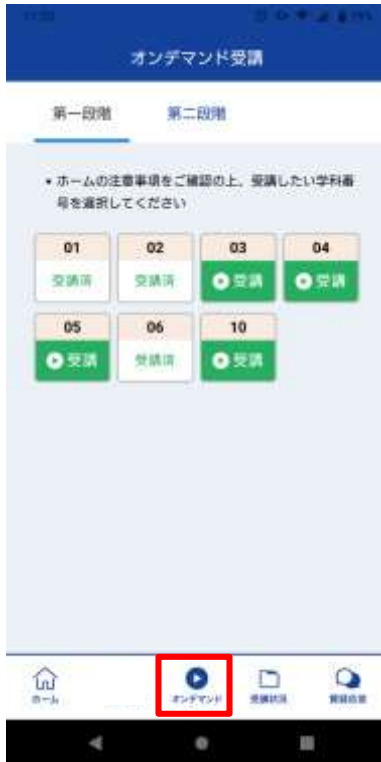 オンデマンド受講
第一段階 第二段階
• ホームの注意事項をご確認の上、受講したい学科番
号を選択してください
01 02 03 04
受講済 受講済 受講 受講
05 06 10
受講 受講済 受講
ホーム オンデマンド 受講状況